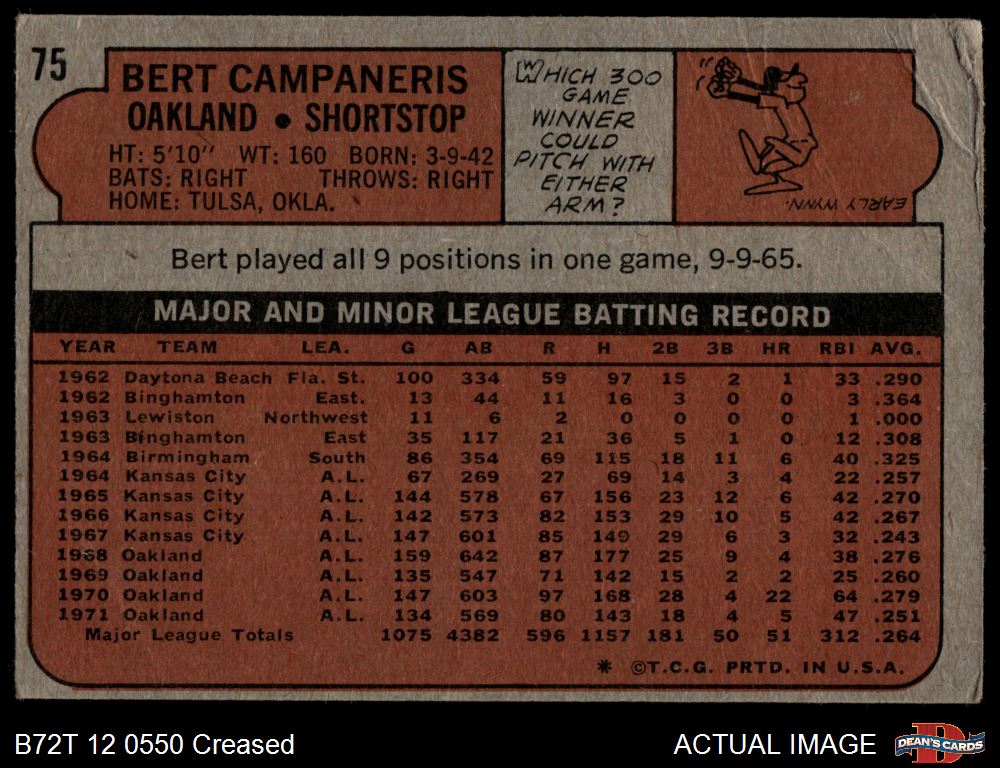 75
BERT CAMPANERIS
OAKLAND • SHORTSTOP
HT: 5'10" WT: 160 BORN: 3-9-42
BATS: RIGHT THROWS: RIGHT
HOME: TULSA, OKLA.
WHICH 300
GAME
WINNER
COULD
PITCH WITH
EITHER
ARM?
EARLY WYNN.
Bert played all 9 positions in one game, 9-9-65.
MAJOR AND MINOR LEAGUE BATTING RECORD
YEAR TEAM LEA. G AB R H 2B 3B HR RBI AVG.
1962 Daytona Beach Fla. St. 100 334 59 97 15 2 1 33 .290
1962 Binghamton East. 13 44 11 16 3 0 0 3 .364
1963 Lewiston Northwest 11 6 2 0 0 0 0 1 .000
1963 Binghamton East 35 117 21 36 5 1 0 12 .308
1964 Birmingham South 86 354 69 115 18 11 6 40 .325
1964 Kansas City A.L. 67 269 27 69 14 3 4 22 .257
1965 Kansas City A.L. 144 578 67 156 23 12 6 42 .270
1966 Kansas City A.L. 142 573 82 153 29 10 5 42 .267
1967 Kansas City A.L. 147 601 85 149 29 6 3 32 .243
1968 Oakland A.L. 159 642 87 177 25 9 4 38 .276
1969 Oakland A.L. 135 547 71 142 15 2 2 25 .260
1970 Oakland A.L. 147 603 97 168 28 4 22 64 .279
1971 Oakland A.L. 134 569 80 143 18 4 5 47 .251
Major League Totals 1075 4382 596 1157 181 50 51 312 .264
* ©T.C.G. PRTD. IN U.S.A.
B72T 12 0550 Creased
ACTUAL IMAGE
DEAN'S CARDS